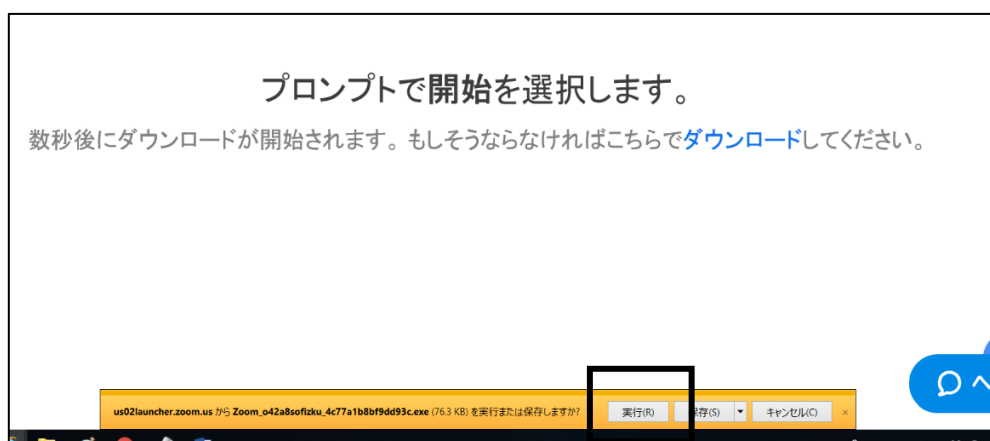 プロンプトで開始を選択します。
数秒後にダウンロードが開始されます。もしそうならなければこちらでダウンロードしてください。
us02launcher.zoom.us から Zoom_o42a8sofizku_4c77a1b8bf9dd93c.exe (76.3 KB) を実行または保存しますか? 実行(R) 保存(S) キャンセル(C) ×